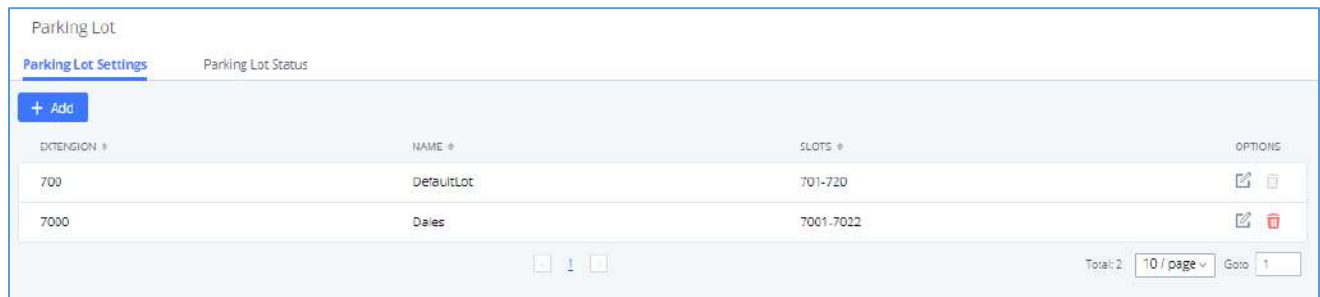 Parking Lot
Parking Lot Settings Parking Lot Status
+ Add
EXTENSION NAME SLOTS OPTIONS
700 DefaultLot 701-720
7000 Dales 7001-7022
1 Total: 2 10 / page Goto 1